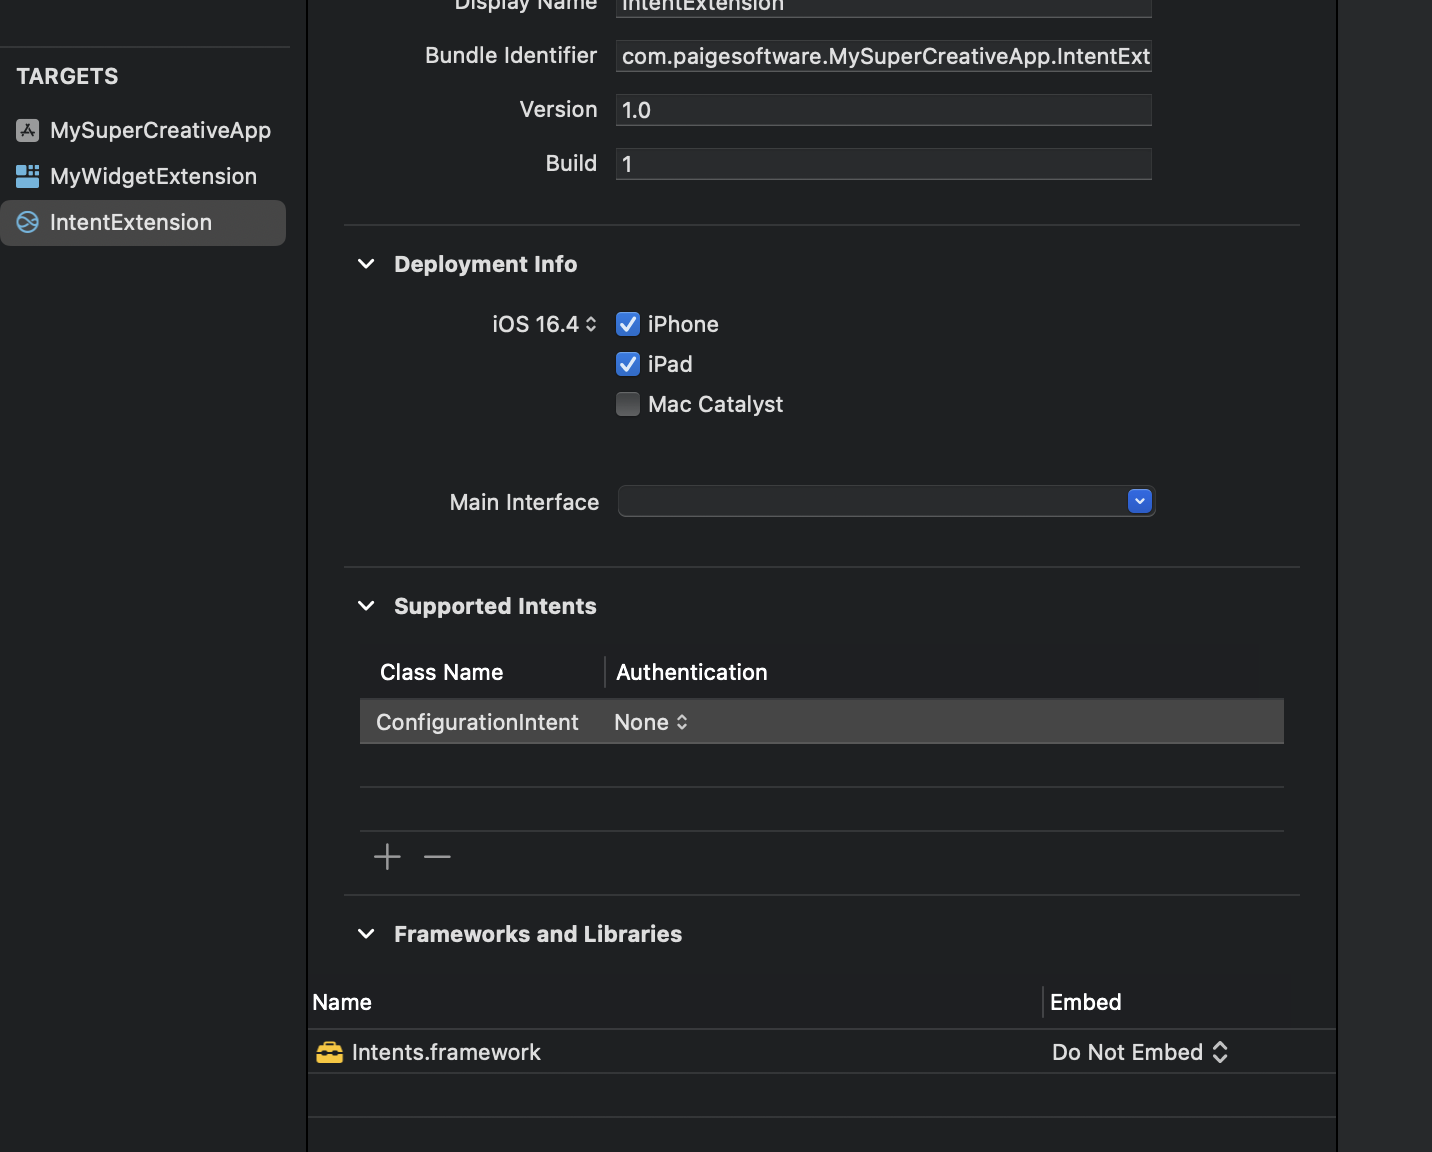 TARGETS
MySuperCreativeApp
MyWidgetExtension
IntentExtension
Display Name IntentExtension
Bundle Identifier com.paigesoftware.MySuperCreativeApp.IntentExt
Version 1.0
Build 1
Deployment Info
iOS 16.4 iPhone
iPad
Mac Catalyst
Main Interface
Supported Intents
Class Name Authentication
ConfigurationIntent None
Frameworks and Libraries
Name Embed
Intents.framework Do Not Embed